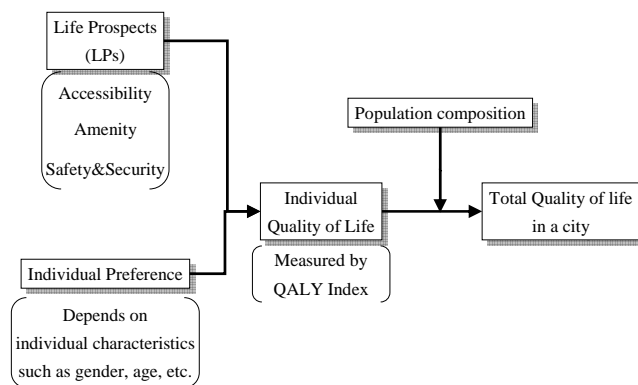 Life Prospects
(LPs)
Accessibility
Amenity
Safety&Security
Population composition
Individual
Quality of Life
Total Quality of life
in a city
Measured by
QALY Index
Individual Preference
Depends on
individual characteristics
such as gender, age, etc.